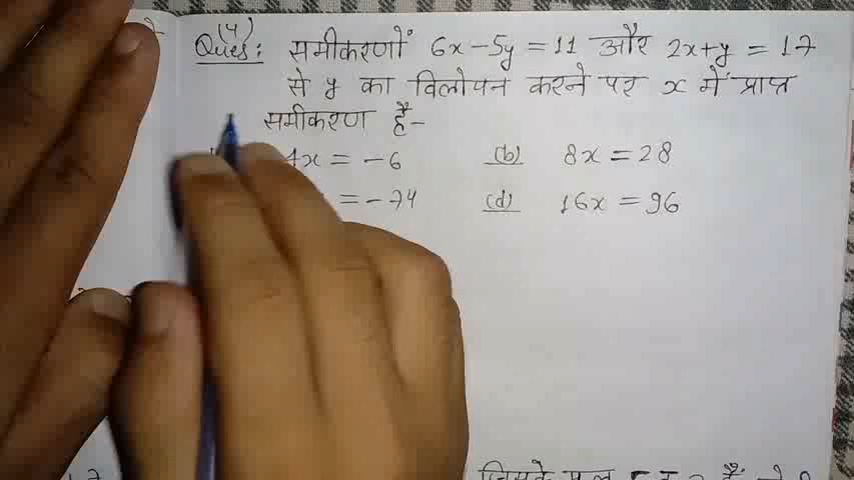 (4)
Ques: समीकरणों 6x - 5y = 11 और 2x + y = 17
से y का विलोपन करने पर x में प्राप्त
समीकरण है-
4x = -6 (b) 8x = 28
= -74 (d) 16x = 96